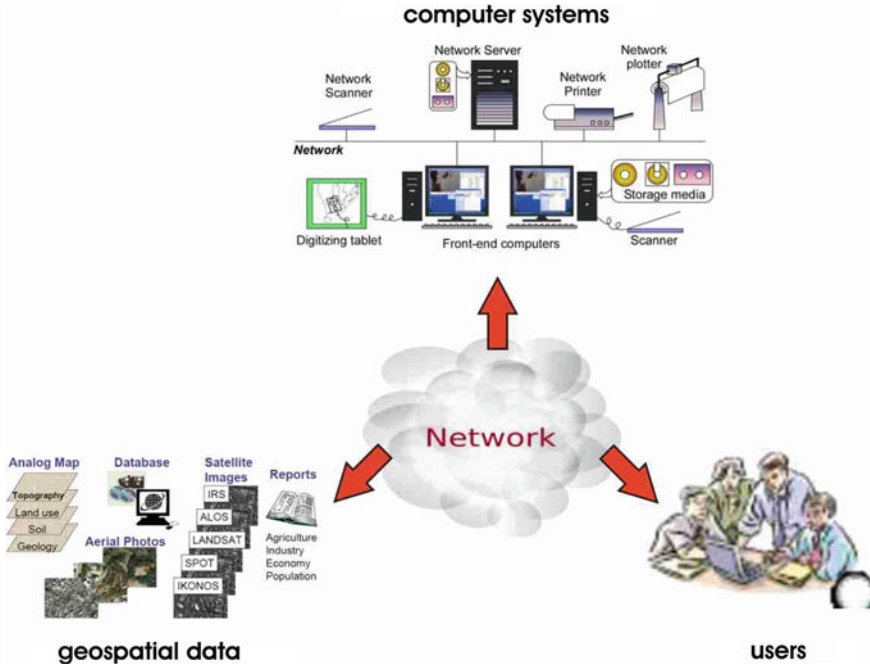 computer systems
Network Server
Network
plotter
Network
Scanner
Network
Printer
Network
Storage media
Digitizing tablet
Front-end computers
Scanner
Network
Analog Map
Database
Satellite
Images
Reports
Topography
Land use
Soil
Geology
IRS
ALOS
LANDSAT
SPOT
IKONOS
Agriculture
Industry
Economy
Population
Aerial Photos
geospatial data
users